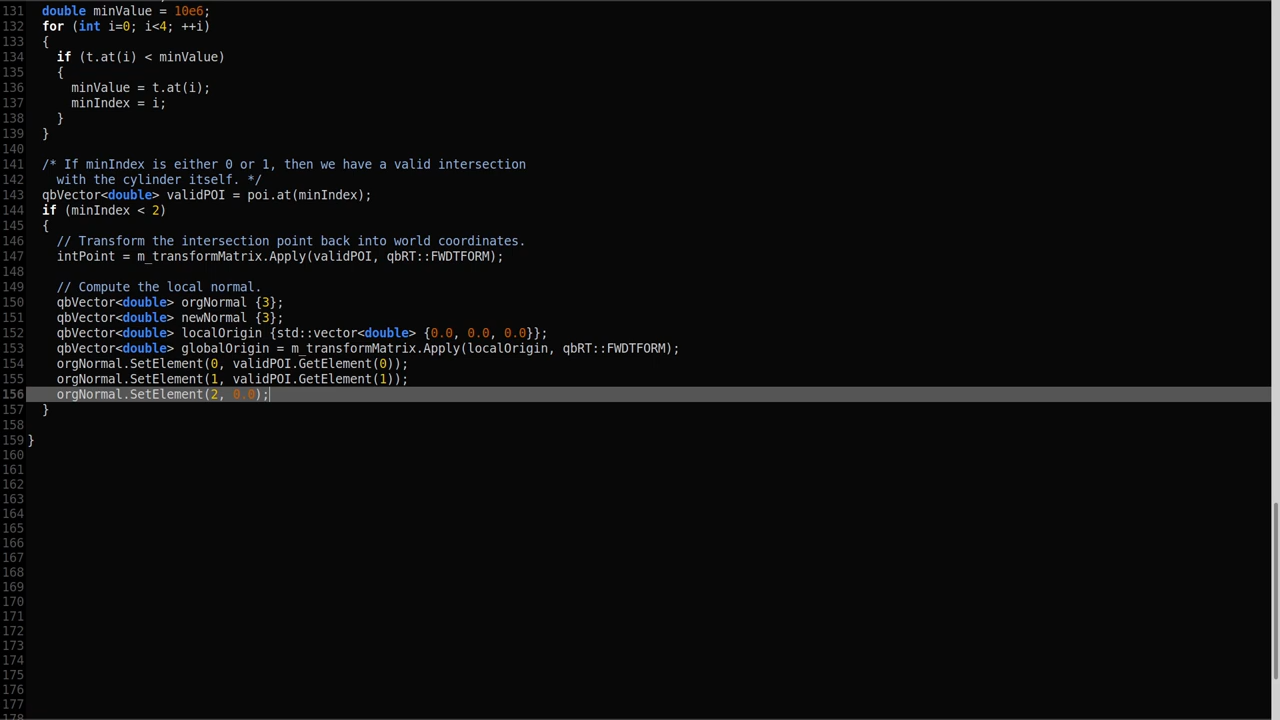 131   double minValue = 10e6;
132   for (int i=0; i<4; ++i)
133   {
134     if (t.at(i) < minValue)
135     {
136       minValue = t.at(i);
137       minIndex = i;
138     }
139   }
140
141   /* If minIndex is either 0 or 1, then we have a valid intersection
142     with the cylinder itself. */
143   qbVector<double> validPOI = poi.at(minIndex);
144   if (minIndex < 2)
145   {
146     // Transform the intersection point back into world coordinates.
147     intPoint = m_transformMatrix.Apply(validPOI, qbRT::FWDTFORM);
148
149     // Compute the local normal.
150     qbVector<double> orgNormal {3};
151     qbVector<double> newNormal {3};
152     qbVector<double> localOrigin {std::vector<double> {0.0, 0.0, 0.0}};
153     qbVector<double> globalOrigin = m_transformMatrix.Apply(localOrigin, qbRT::FWDTFORM);
154     orgNormal.SetElement(0, validPOI.GetElement(0));
155     orgNormal.SetElement(1, validPOI.GetElement(1));
156     orgNormal.SetElement(2, 0.0);
157   }
158
159 }
160
161
162
163
164
165
166
167
168
169
170
171
172
173
174
175
176
177
178